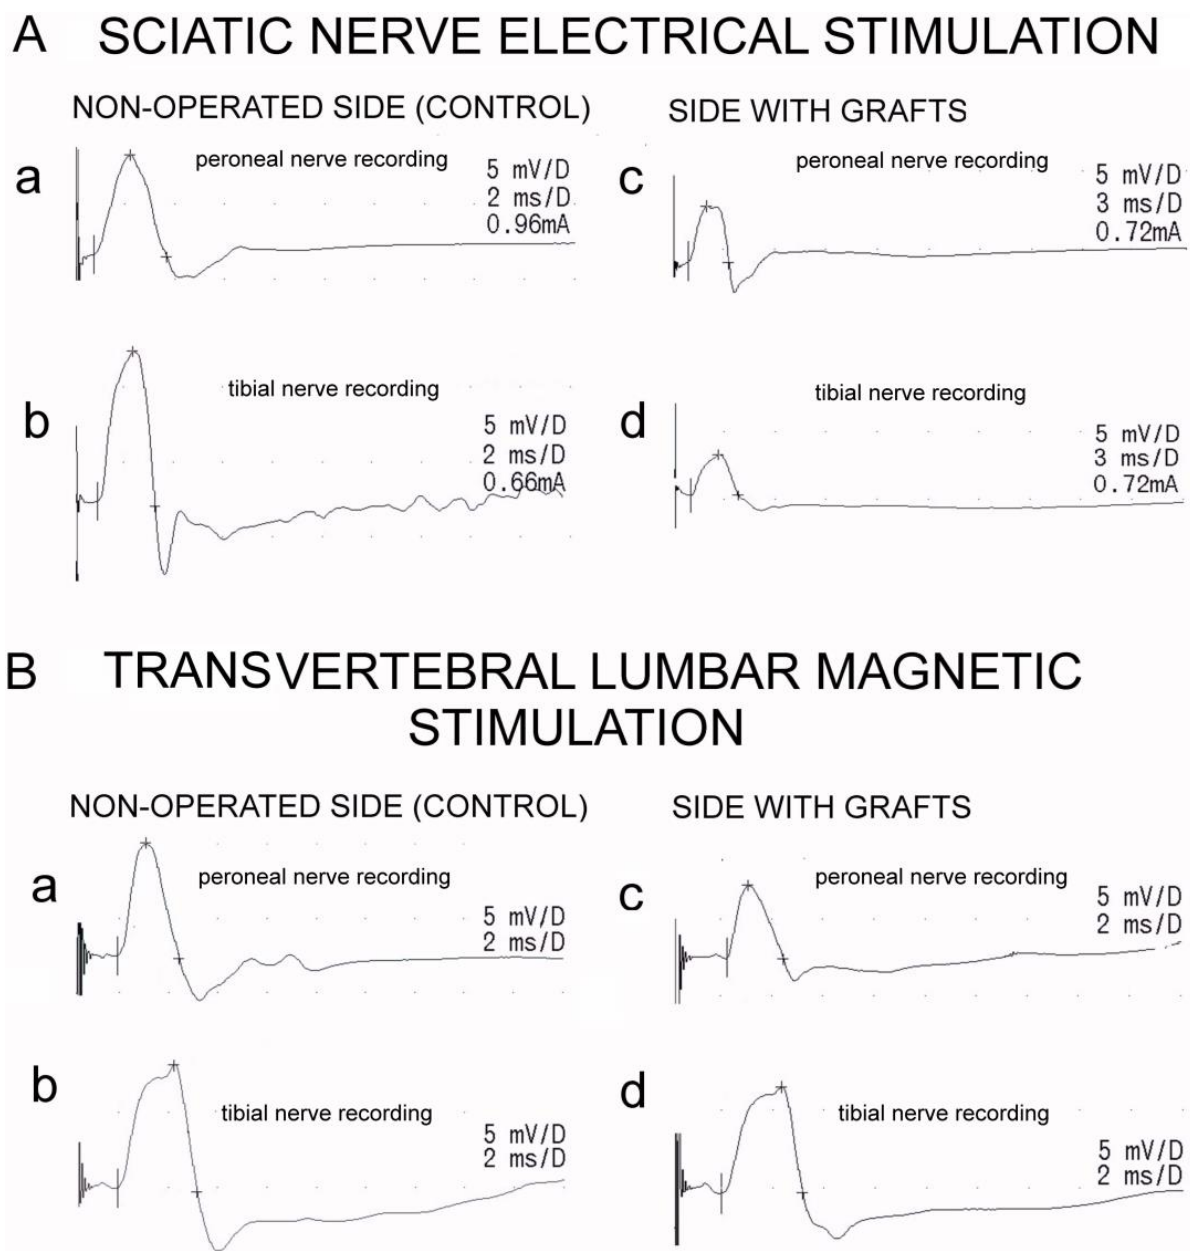 A SCIATIC NERVE ELECTRICAL STIMULATION
NON-OPERATED SIDE (CONTROL)
SIDE WITH GRAFTS
a
peroneal nerve recording
5 mV/D
2 ms/D
0.96mA
c
peroneal nerve recording
5 mV/D
3 ms/D
0.72mA
b
tibial nerve recording
5 mV/D
2 ms/D
0.66mA
d
tibial nerve recording
5 mV/D
3 ms/D
0.72mA
B TRANSVERTEBRAL LUMBAR MAGNETIC
STIMULATION
NON-OPERATED SIDE (CONTROL)
SIDE WITH GRAFTS
a
peroneal nerve recording
5 mV/D
2 ms/D
c
peroneal nerve recording
5 mV/D
2 ms/D
b
tibial nerve recording
5 mV/D
2 ms/D
d
tibial nerve recording
5 mV/D
2 ms/D